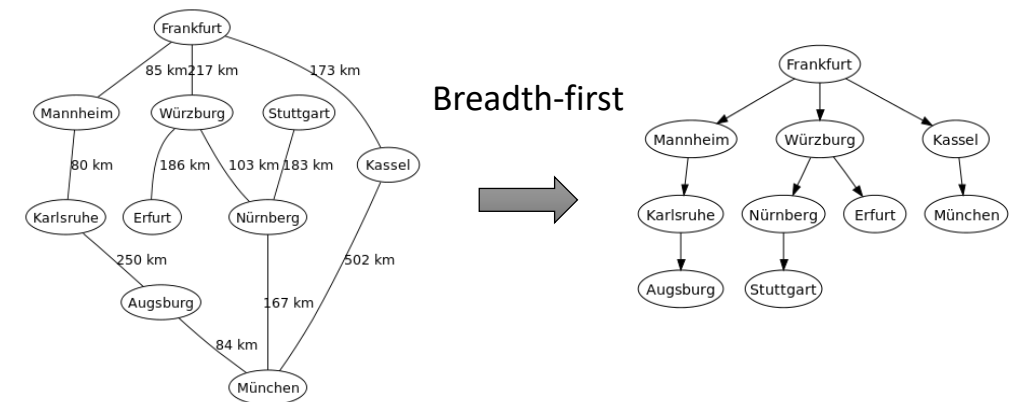 Frankfurt
85 km
217 km
173 km
Mannheim
Würzburg
Stuttgart
80 km
186 km
103 km
183 km
Kassel
Karlsruhe
Erfurt
Nürnberg
250 km
502 km
Augsburg
167 km
84 km
München
Breadth-first
Frankfurt
Mannheim
Würzburg
Kassel
Karlsruhe
Nürnberg
Erfurt
München
Augsburg
Stuttgart